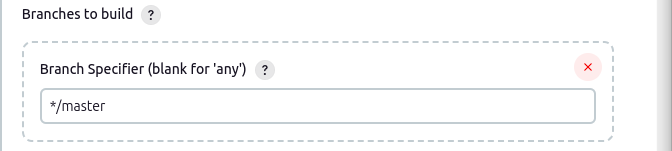 Branches to build ?
Branch Specifier (blank for 'any') ?
*/master